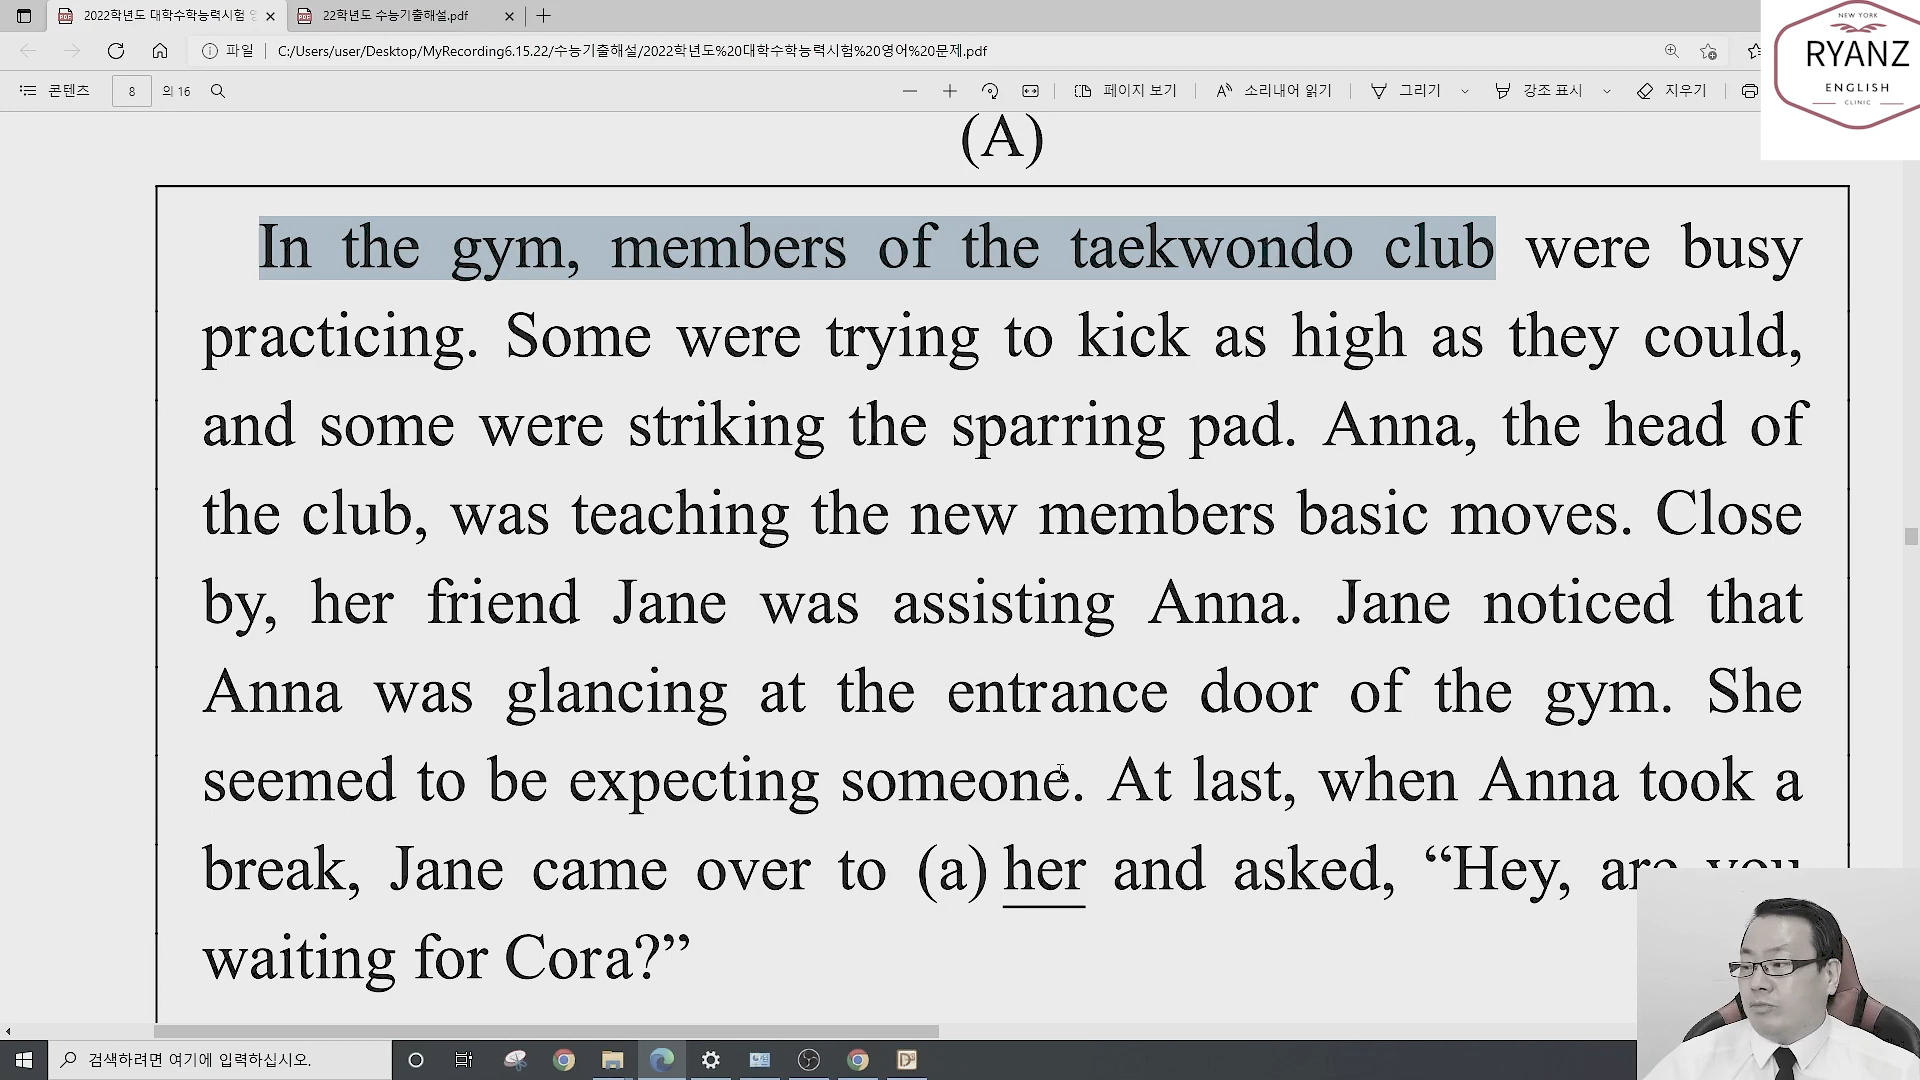 2022학년도 대학수학능력시험 영
22학년도 수능기출해설.pdf
파일
C:/Users/user/Desktop/MyRecording6.15.22/수능기출해설/2022학년도%20대학수학능력시험%20영어%20문제.pdf
콘텐츠 8 의 16
페이지 보기
소리내어 읽기
그리기
강조 표시
지우기
NEW YORK
RYANZ
ENGLISH
CLINIC
(A)
In the gym, members of the taekwondo club were busy
practicing. Some were trying to kick as high as they could,
and some were striking the sparring pad. Anna, the head of
the club, was teaching the new members basic moves. Close
by, her friend Jane was assisting Anna. Jane noticed that
Anna was glancing at the entrance door of the gym. She
seemed to be expecting someone. At last, when Anna took a
break, Jane came over to (a) her and asked, “Hey, are you
waiting for Cora?”
검색하려면 여기에 입력하십시오.